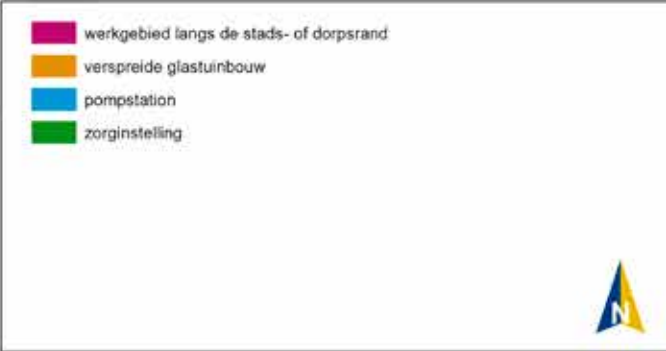 werkgebied langs de stads- of dorpsrand
verspreide glastuinbouw
pompstation
zorginstelling
N